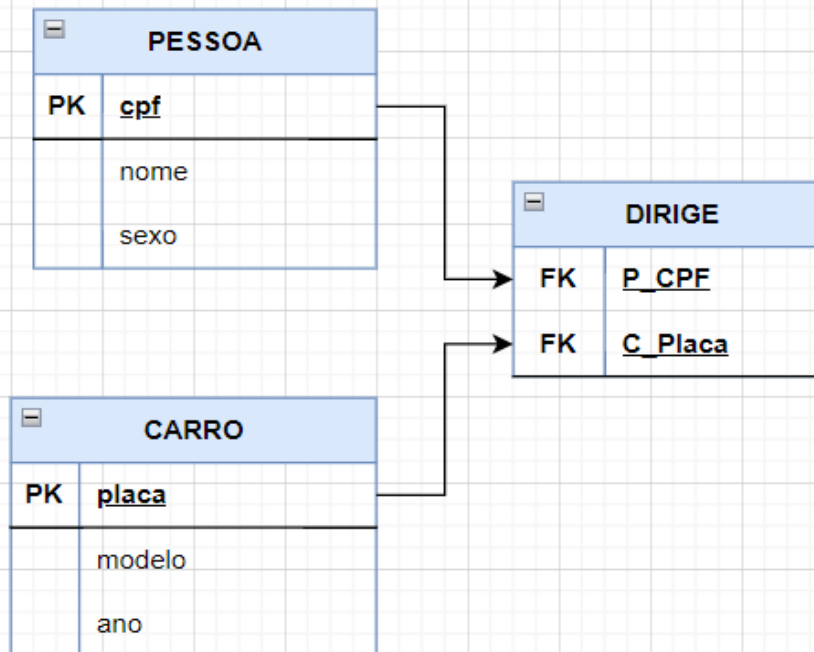 PESSOA
PK cpf
nome
sexo
DIRIGE
FK P_CPF
FK C_Placa
CARRO
PK placa
modelo
ano